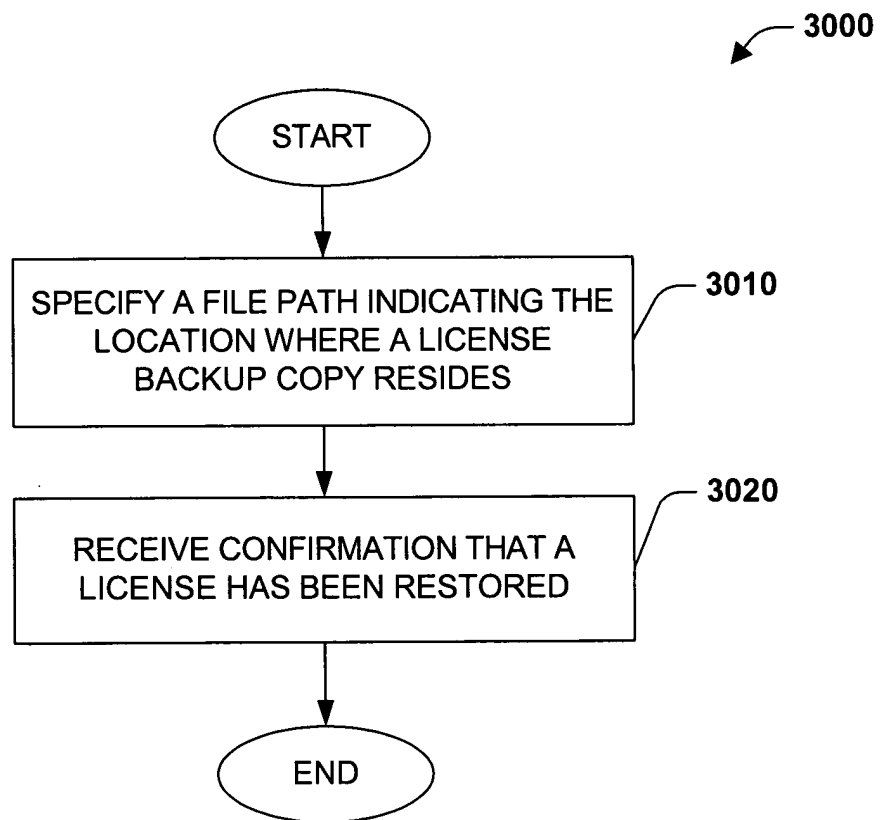 3000
START
SPECIFY A FILE PATH INDICATING THE
LOCATION WHERE A LICENSE
BACKUP COPY RESIDES
3010
RECEIVE CONFIRMATION THAT A
LICENSE HAS BEEN RESTORED
3020
END